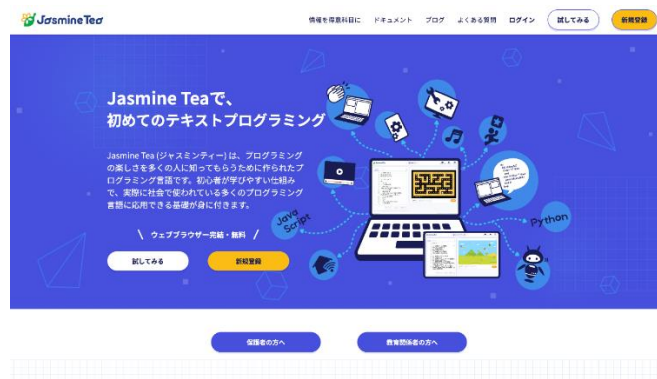 Jasmine Tea
情報を得意科目に ドキュメント ブログ よくある質問 ログイン 試してみる 新規登録
Jasmine Teaで、
初めてのテキストプログラミング
Jasmine Tea (ジャスミンティー) は、プログラミング
の楽しさを多くの人に知ってもらうために作られたプ
ログラミング言語です。初心者が学びやすい仕組み
で、実際に社会で使われている多くのプログラミング
言語に応用できる基礎が身に付きます。
\ ウェブブラウザー完結・無料 /
試してみる 新規登録
Java
Script
Python
保護者の方へ 教育関係者の方へ